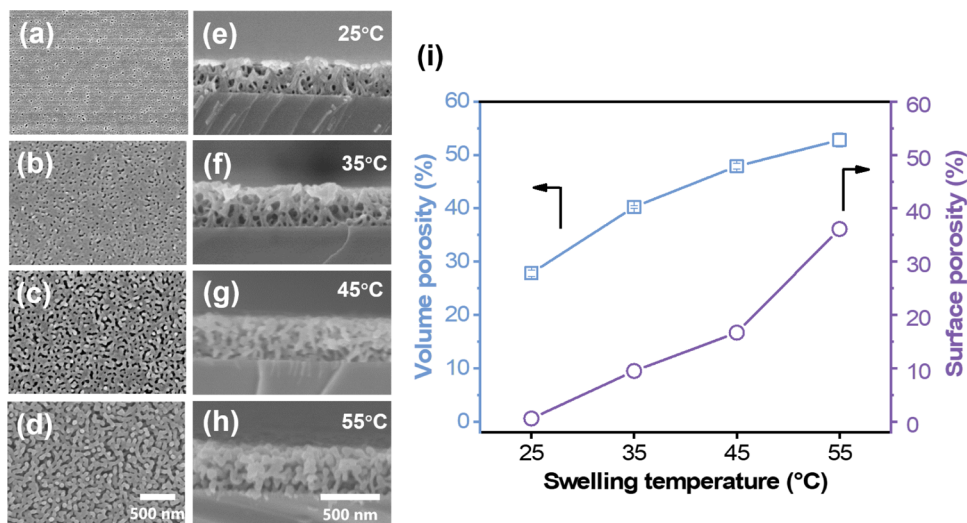 (a)
(e)
25°C
(b)
(f)
35°C
(c)
(g)
45°C
(d)
(h)
55°C
500 nm
500 nm
(i)
Volume porosity (%)
60
50
40
30
20
10
0
60
50
40
30
20
10
0
Surface porosity (%)
25
35
45
55
Swelling temperature (°C)